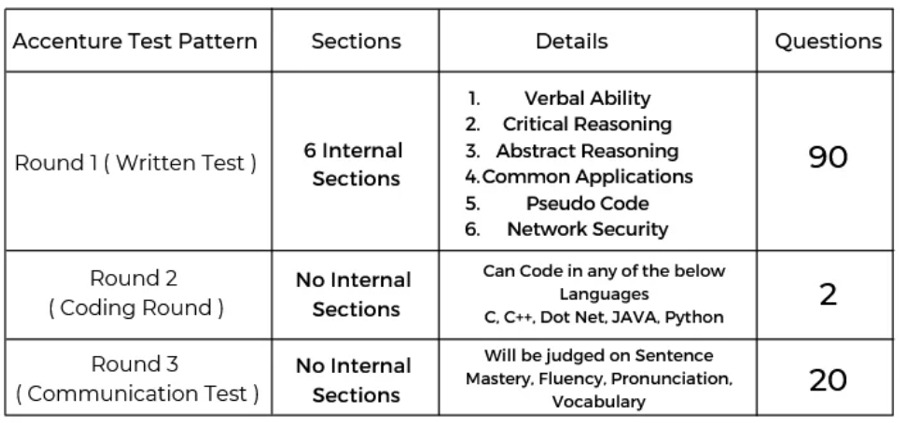 Accenture Test Pattern Sections Details Questions
Round 1 ( Written Test )
6 Internal
Sections
1. Verbal Ability
2. Critical Reasoning
3. Abstract Reasoning
4. Common Applications
5. Pseudo Code
6. Network Security
90
Round 2
( Coding Round )
No Internal
Sections
Can Code in any of the below
Languages
C, C++, Dot Net, JAVA, Python
2
Round 3
( Communication Test )
No Internal
Sections
Will be judged on Sentence
Mastery, Fluency, Pronunciation,
Vocabulary
20